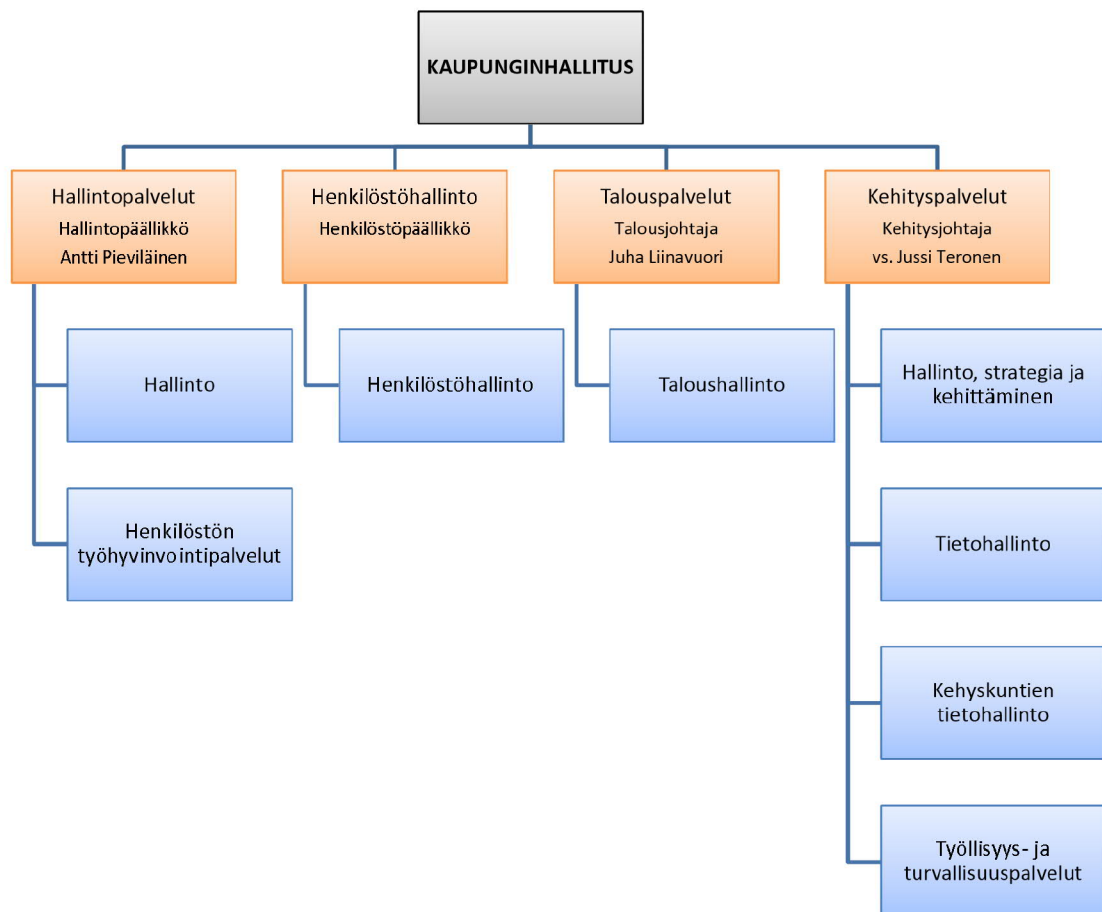 KAUPUNGINHALLITUS
Hallintopalvelut
Hallintopäällikkö
Antti Pieviläinen
Henkilöstöhallinto
Henkilöstöpäällikkö
Talouspalvelut
Talousjohtaja
Juha Liinavuori
Kehityspalvelut
Kehitysjohtaja
vs. Jussi Teronen
Hallinto
Henkilöstön
työhyvinvointipalvelut
Henkilöstöhallinto
Taloushallinto
Hallinto, strategia ja
kehittäminen
Tietohallinto
Kehyskuntien
tietohallinto
Työllisyys- ja
turvallisuuspalvelut